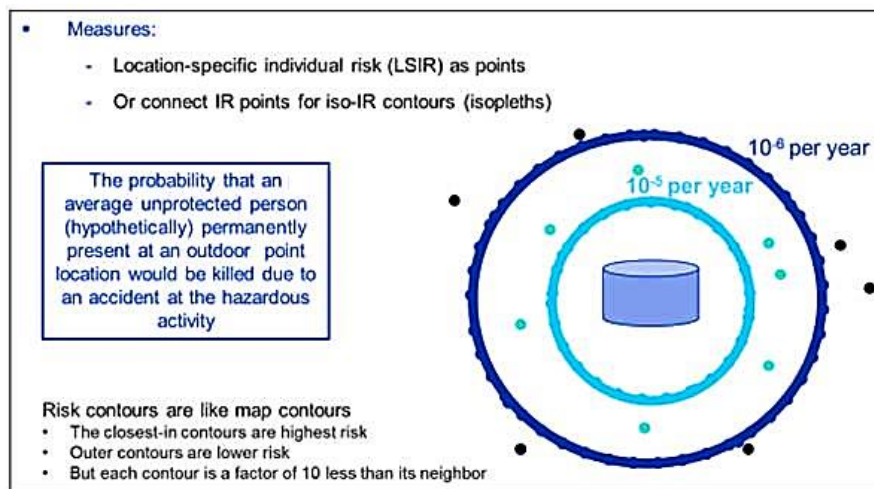 ▪ Measures:
- Location-specific individual risk (LSIR) as points
- Or connect IR points for iso-IR contours (isopleths)
10⁻⁶ per year
10⁻⁵ per year
The probability that an
average unprotected person
(hypothetically) permanently
present at an outdoor point
location would be killed due to
an accident at the hazardous
activity
Risk contours are like map contours
• The closest-in contours are highest risk
• Outer contours are lower risk
• But each contour is a factor of 10 less than its neighbor